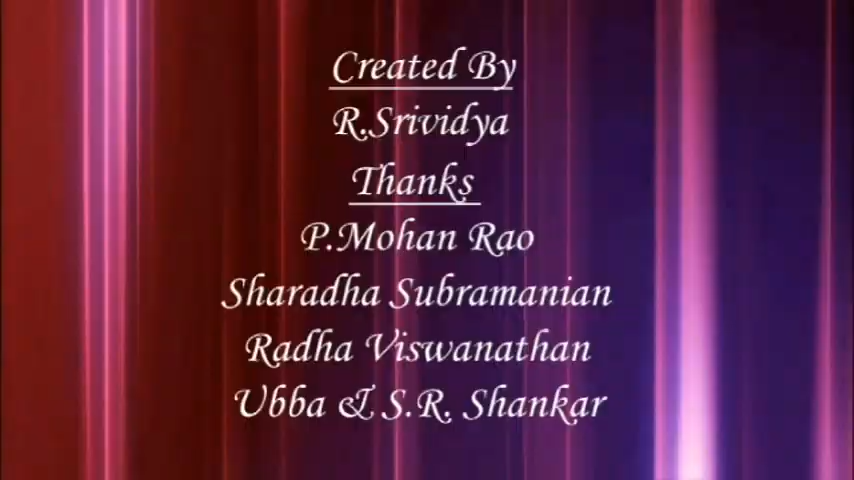 Created By
R.Srividya
Thanks
P.Mohan Rao
Sharadha Subramanian
Radha Viswanathan
Ubba & S.R. Shankar